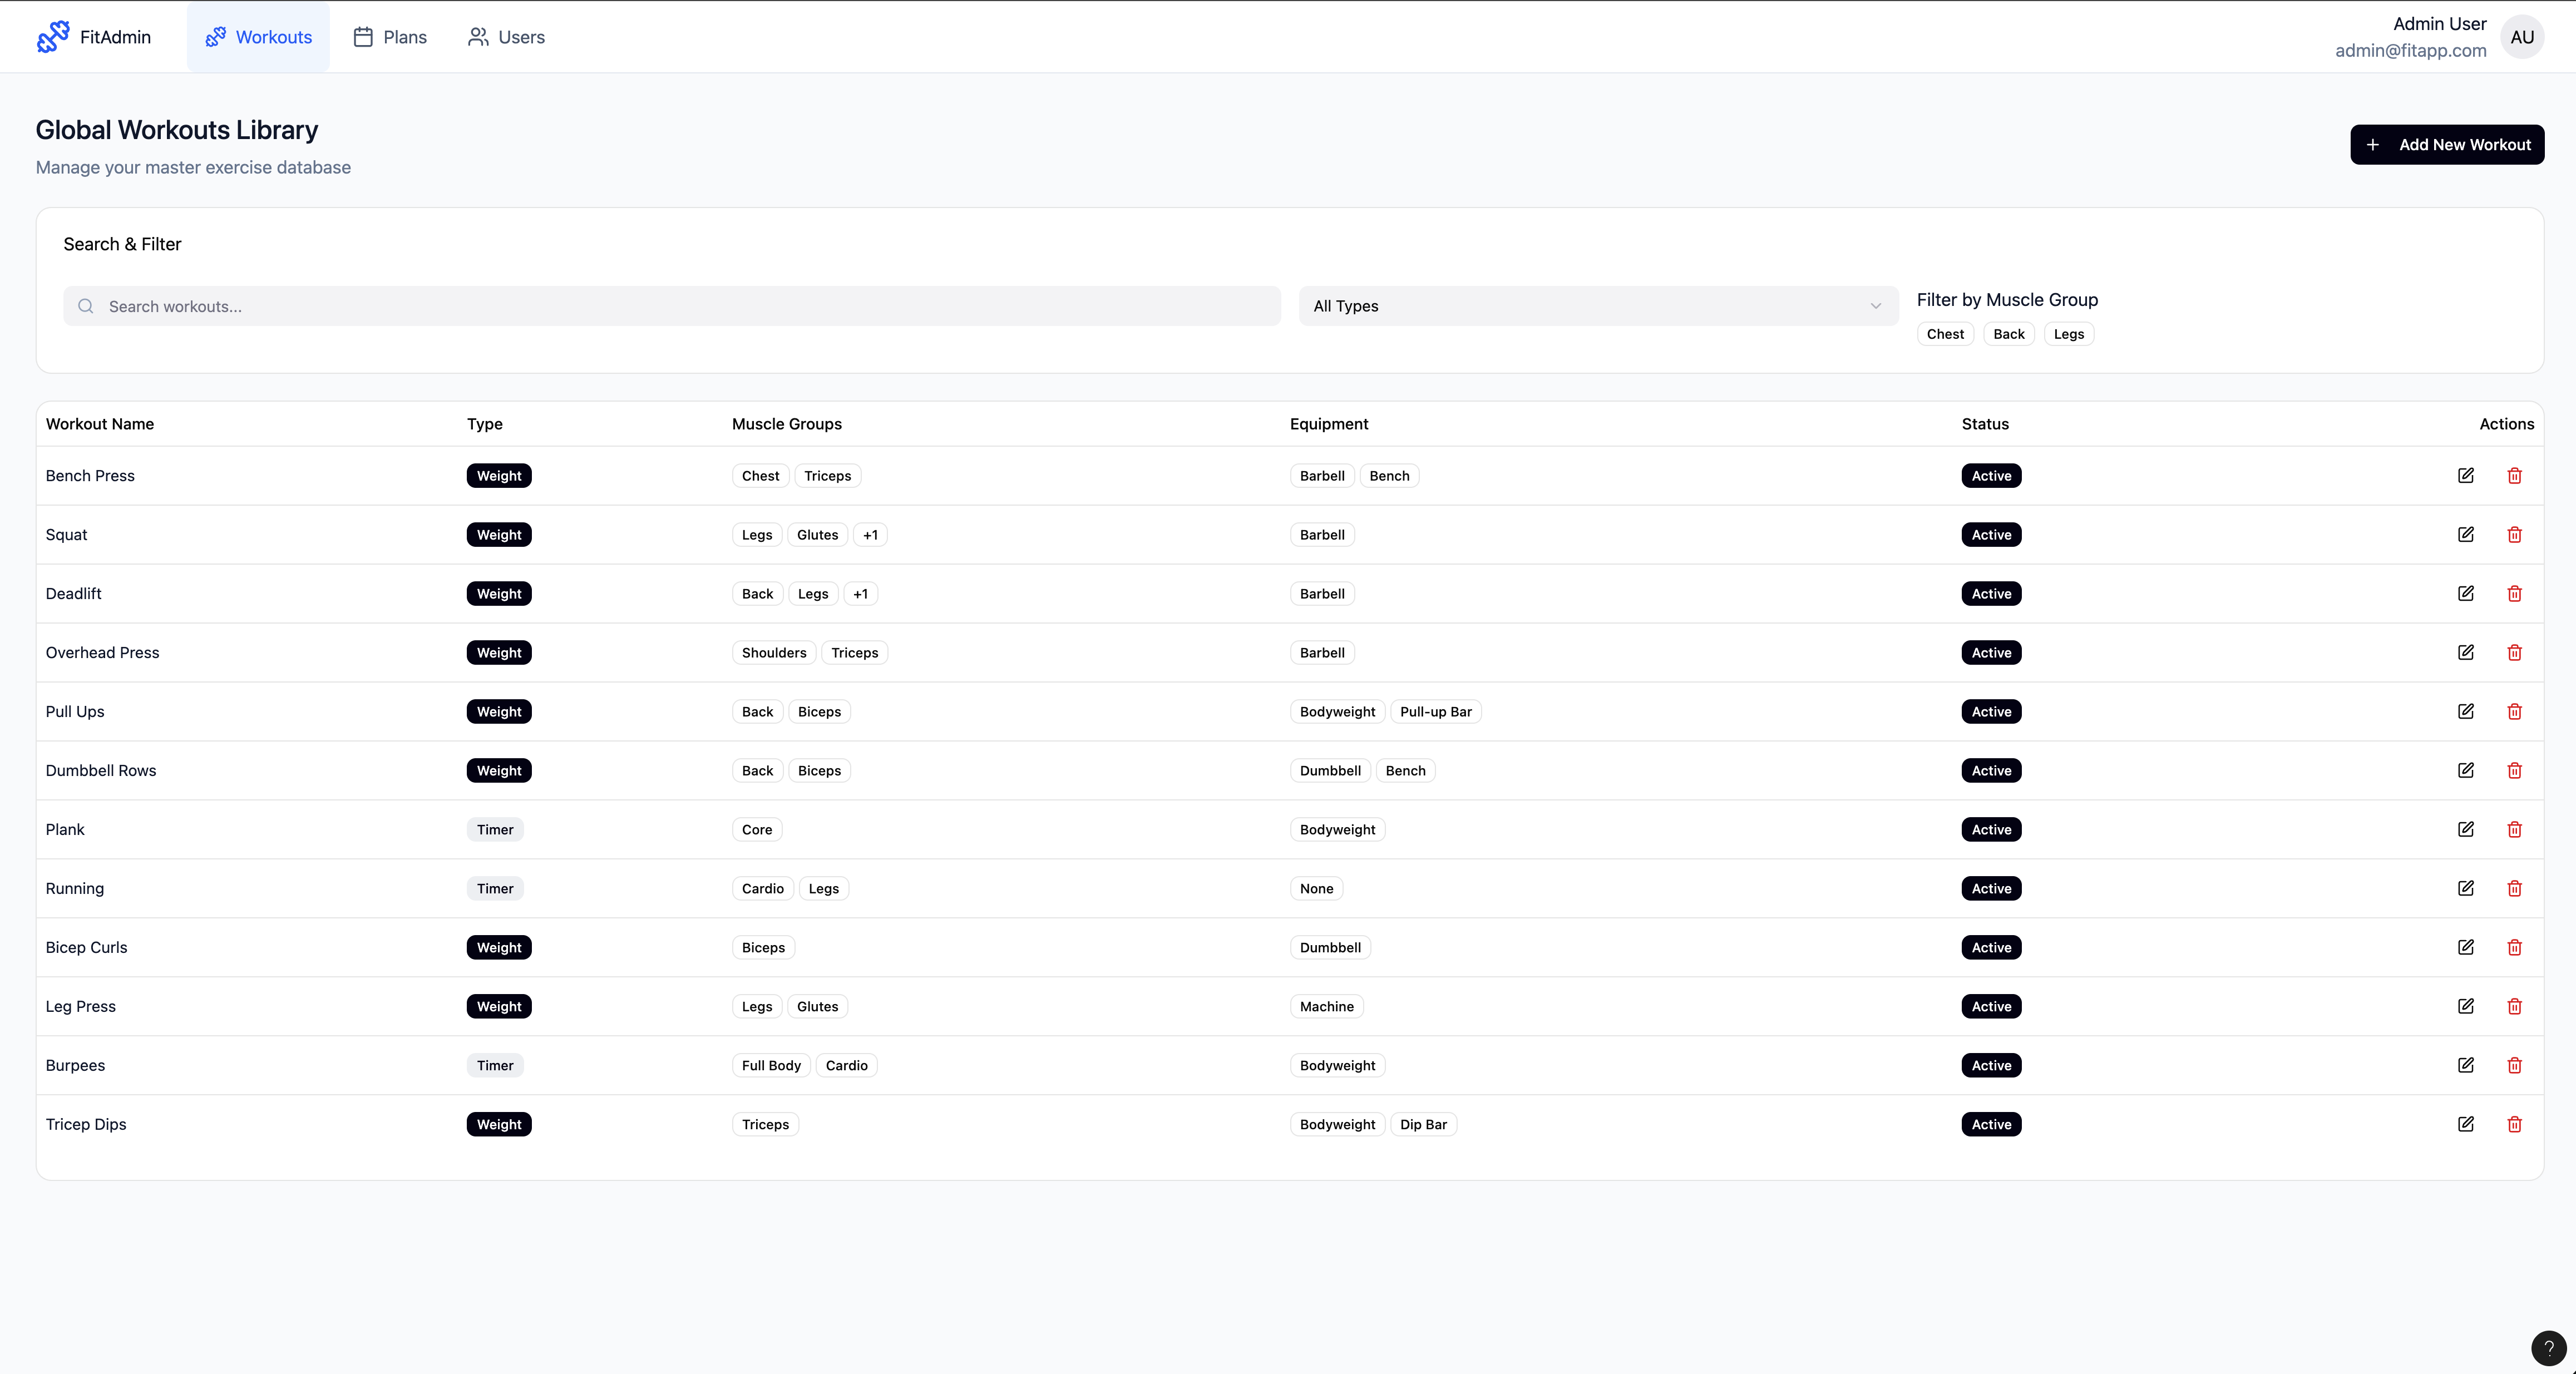 FitAdmin Workouts Plans Users Admin User
admin@fitapp.com AU
Global Workouts Library
Manage your master exercise database
+ Add New Workout
Search & Filter
Search workouts... All Types Filter by Muscle Group
Chest Back Legs
Workout Name Type Muscle Groups Equipment Status Actions
Bench Press Weight Chest Triceps Barbell Bench Active
Squat Weight Legs Glutes +1 Barbell Active
Deadlift Weight Back Legs +1 Barbell Active
Overhead Press Weight Shoulders Triceps Barbell Active
Pull Ups Weight Back Biceps Bodyweight Pull-up Bar Active
Dumbbell Rows Weight Back Biceps Dumbbell Bench Active
Plank Timer Core Bodyweight Active
Running Timer Cardio Legs None Active
Bicep Curls Weight Biceps Dumbbell Active
Leg Press Weight Legs Glutes Machine Active
Burpees Timer Full Body Cardio Bodyweight Active
Tricep Dips Weight Triceps Bodyweight Dip Bar Active
?